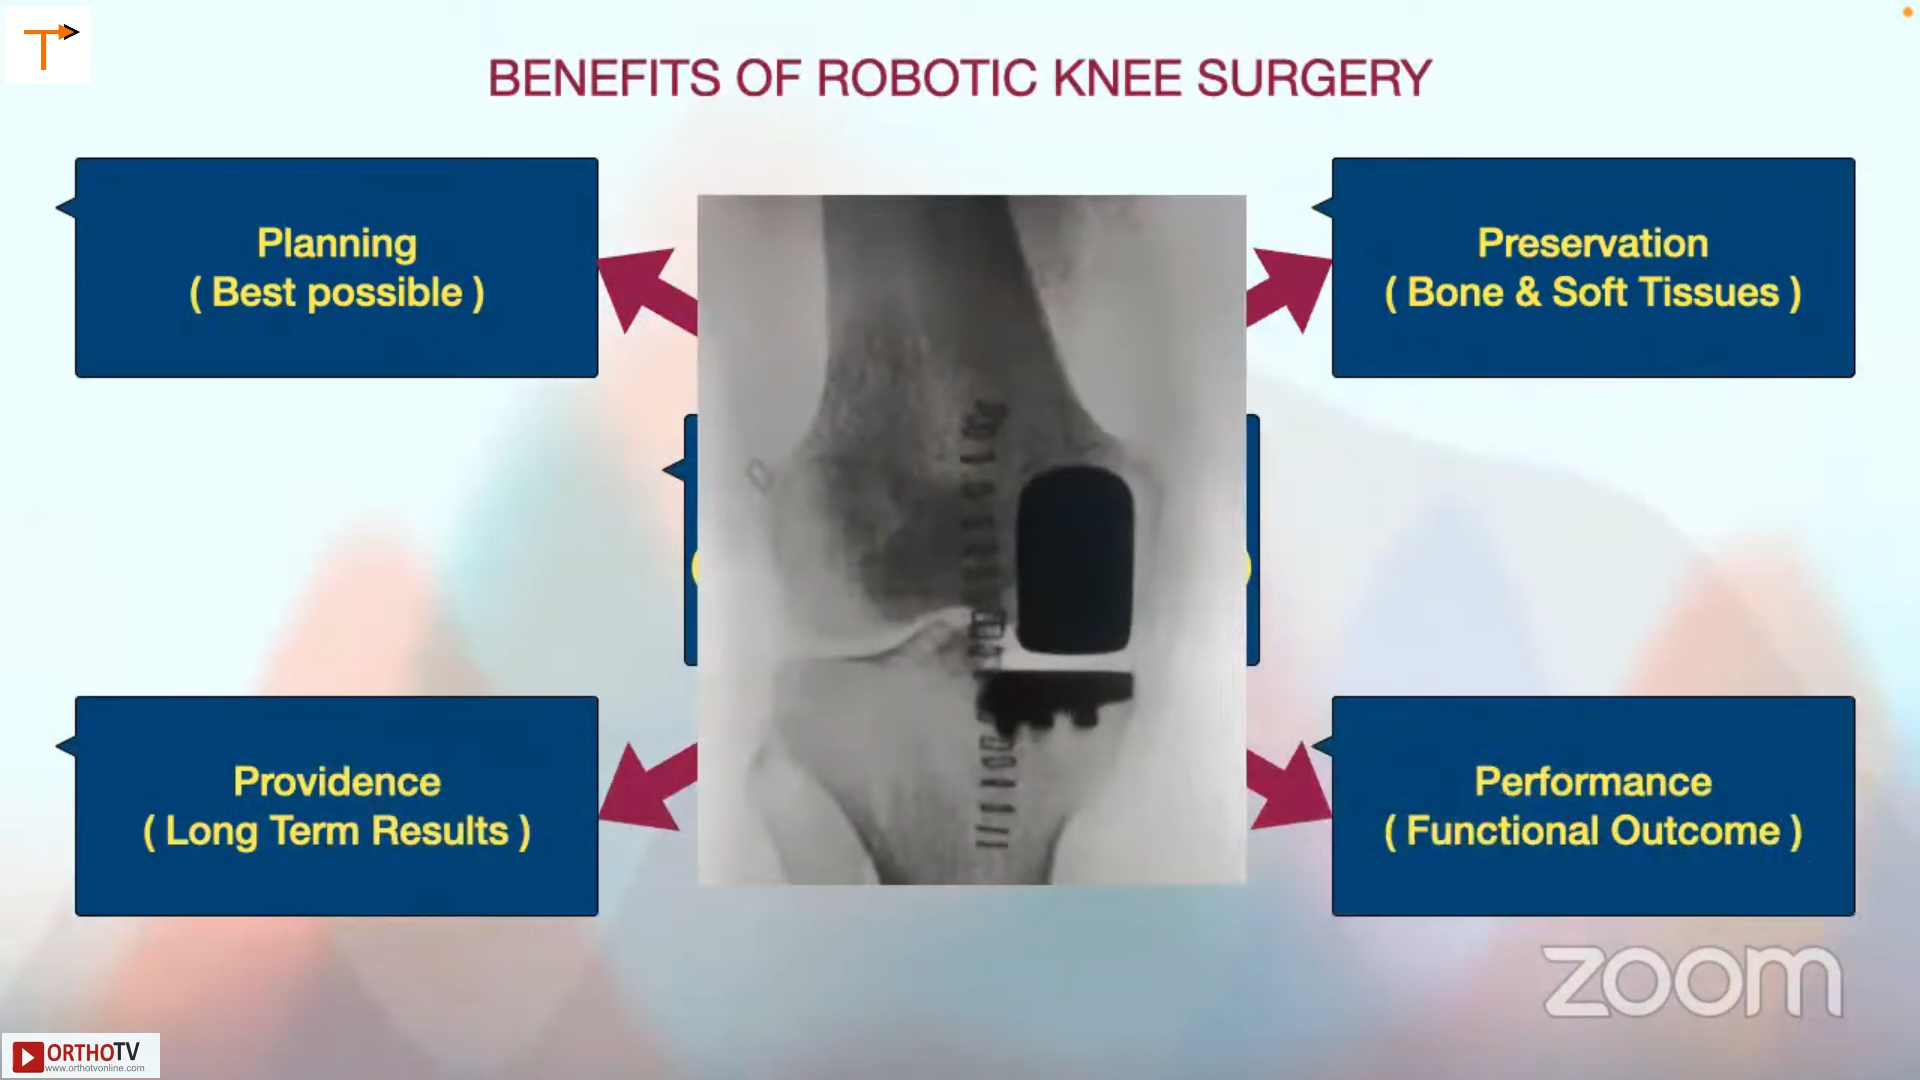 BENEFITS OF ROBOTIC KNEE SURGERY
Planning
( Best possible )
Preservation
( Bone & Soft Tissues )
Providence
( Long Term Results )
Performance
( Functional Outcome )
zoom
ORTHOTV
www.orthotvonline.com